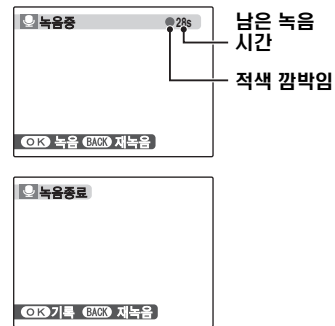 녹음중 28s
남은 녹음
시간
적색 깜박임
OK 녹음 BACK 재녹음
녹음종료
OK 기록 BACK 재녹음